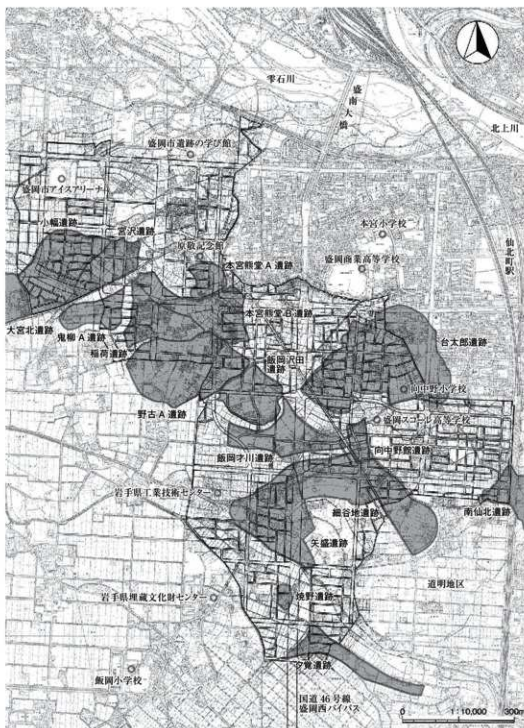 雫石川
盛南大橋
北上川
盛岡市遺跡の学び館
盛岡市アイスアリーナ
本宮小学校
仙北町駅
小幅遺跡
宮沢遺跡
原敬記念館
盛岡商業高等学校
本宮熊堂A遺跡
大宮北遺跡
鬼柳A遺跡
本宮熊堂B遺跡
台太郎遺跡
稲荷遺跡
飯岡沢田
遺跡
向中野小学校
野古A遺跡
盛岡スコーレ高等学校
向中野館遺跡
飯岡才川遺跡
岩手県工業技術センター
細谷地遺跡
南仙北遺跡
矢盛遺跡
道明地区
岩手県埋蔵文化財センター
焼野遺跡
夕覚遺跡
飯岡小学校
国道46号線
盛岡西バイパス
0
1:10,000
300m